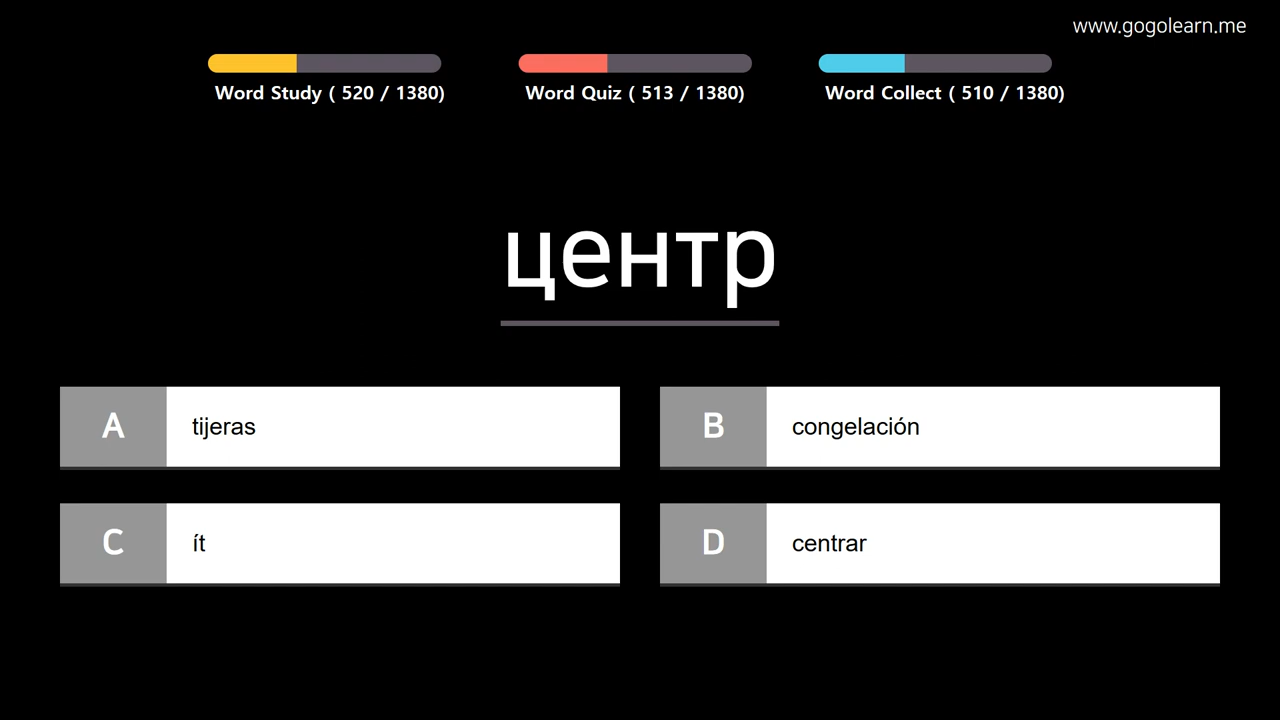 www.gogolearn.me
Word Study ( 520 / 1380)
Word Quiz ( 513 / 1380)
Word Collect ( 510 / 1380)
центр
A
tijeras
B
congelación
C
ít
D
centrar